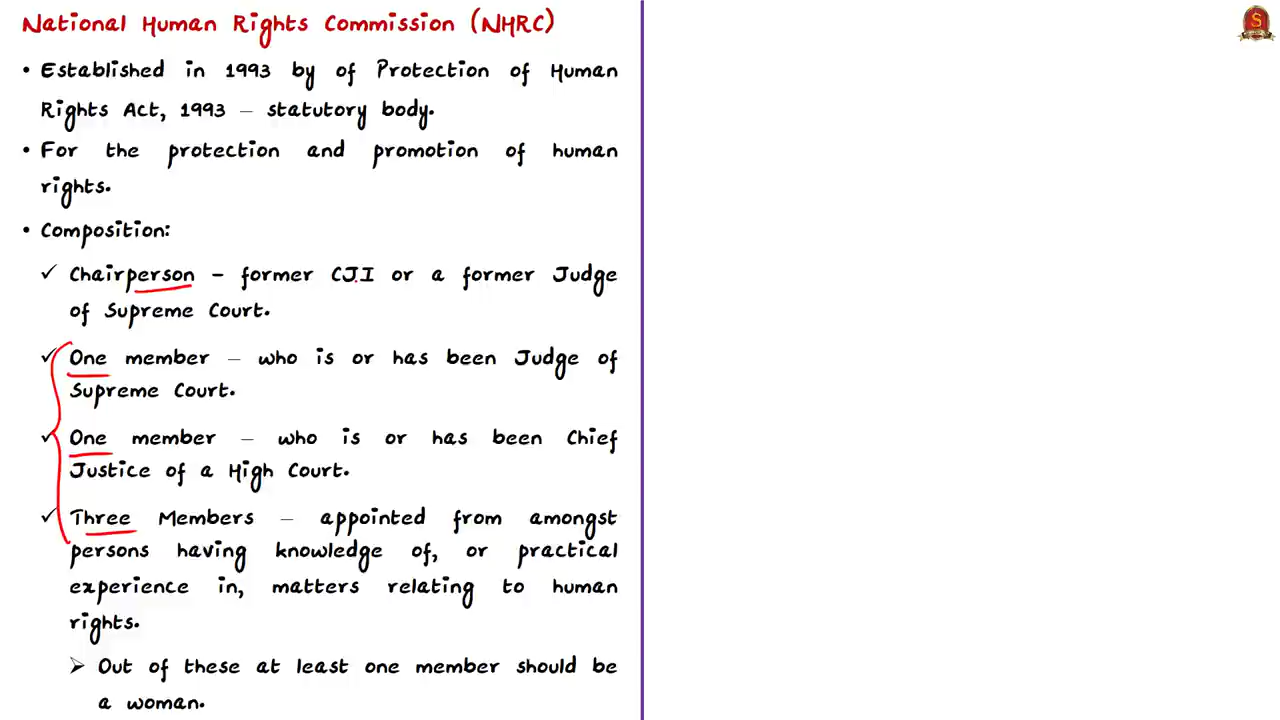 National Human Rights Commission (NHRC)
• Established in 1993 by of Protection of Human
Rights Act, 1993 – statutory body.
• For the protection and promotion of human
rights.
• Composition:
✓ Chairperson – former CJI or a former Judge
of Supreme Court.
✓ One member – who is or has been Judge of
Supreme Court.
✓ One member – who is or has been Chief
Justice of a High Court.
✓ Three Members – appointed from amongst
persons having knowledge of, or practical
experience in, matters relating to human
rights.
➢ Out of these at least one member should be
a woman.